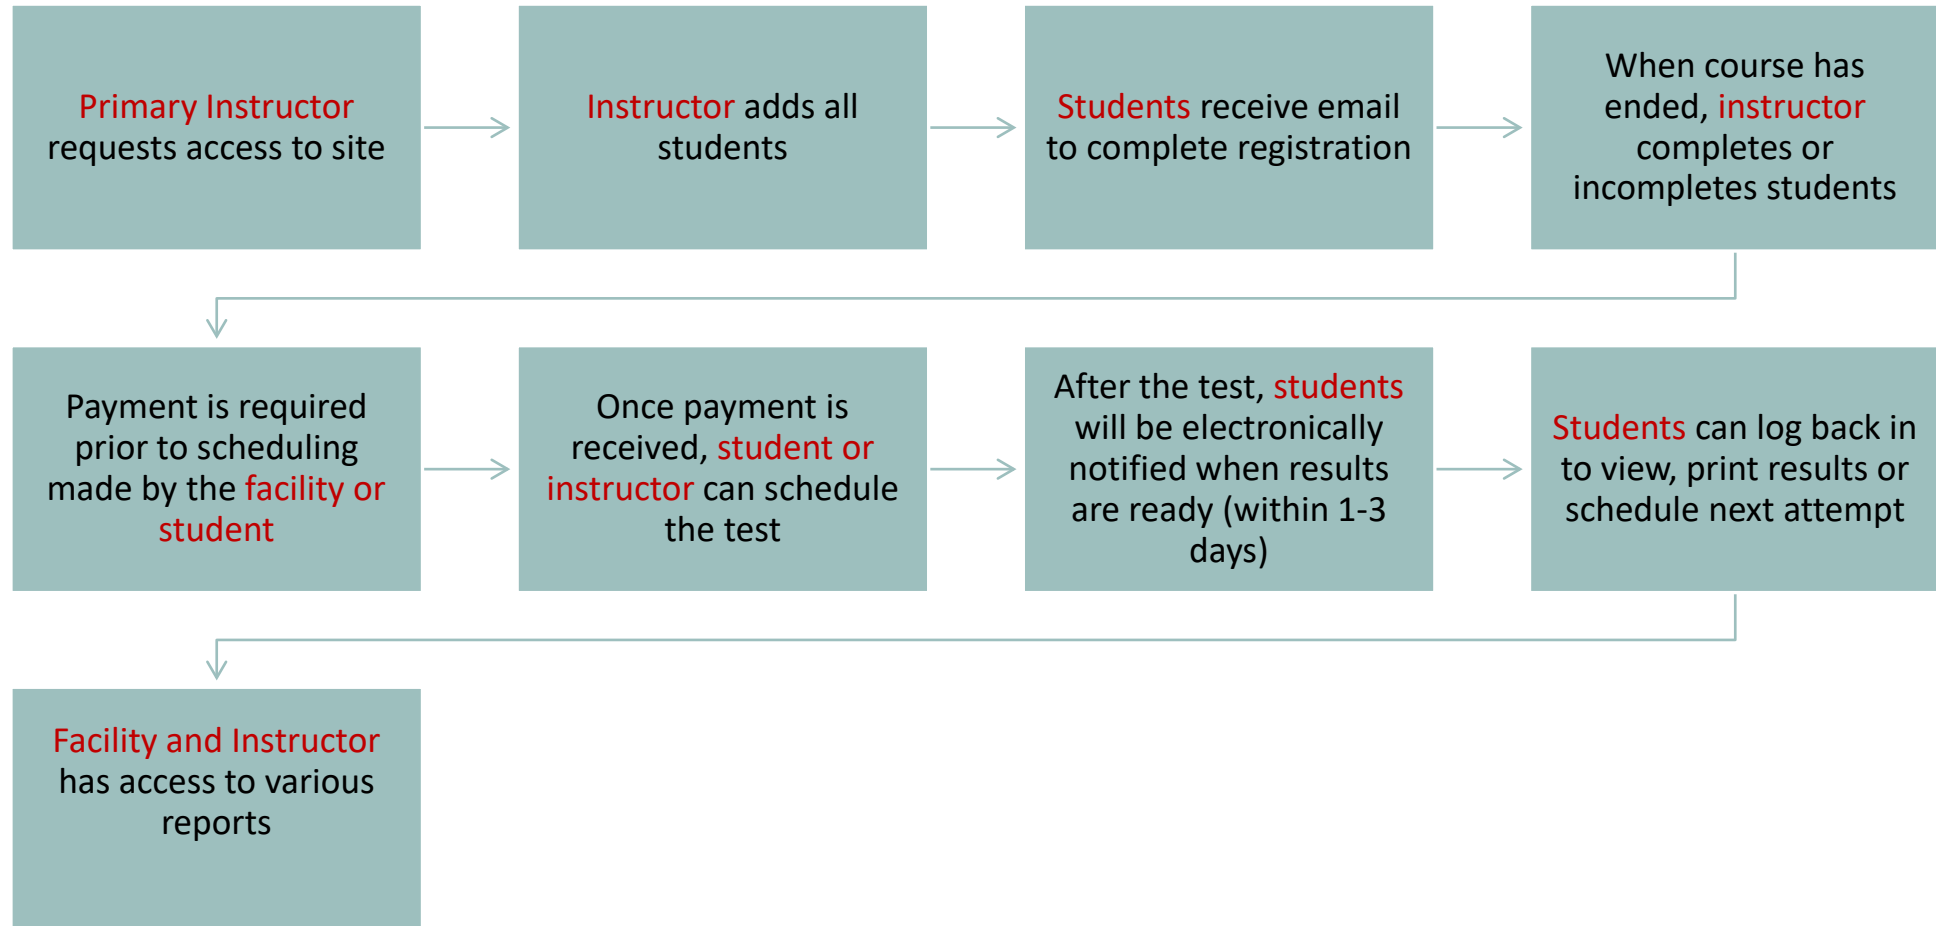 Primary Instructor
requests access to site
Instructor adds all
students
Students receive email
to complete registration
When course has
ended, instructor
completes or
incompletes students
Payment is required
prior to scheduling
made by the facility or
student
Once payment is
received, student or
instructor can schedule
the test
After the test, students
will be electronically
notified when results
are ready (within 1-3
days)
Students can log back in
to view, print results or
schedule next attempt
Facility and Instructor
has access to various
reports